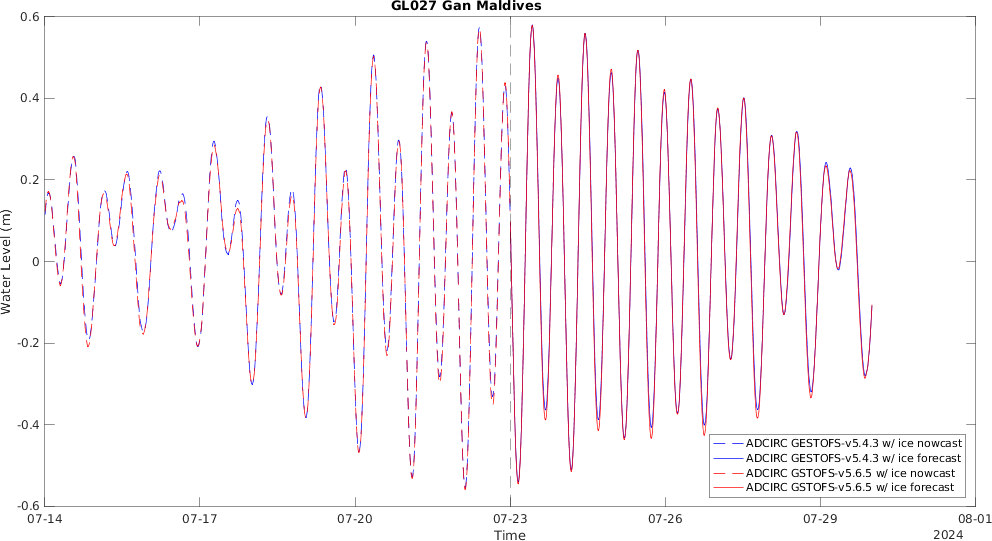 GL027 Gan Maldives
0.6
0.4
0.2
0
-0.2
-0.4
-0.6
Water Level (m)
07-14 07-17 07-20 07-23 07-26 07-29 08-01
Time
2024
ADCIRC GESTOFS-v5.4.3 w/ ice nowcast
ADCIRC GESTOFS-v5.4.3 w/ ice forecast
ADCIRC GSTOFS-v5.6.5 w/ ice nowcast
ADCIRC GSTOFS-v5.6.5 w/ ice forecast